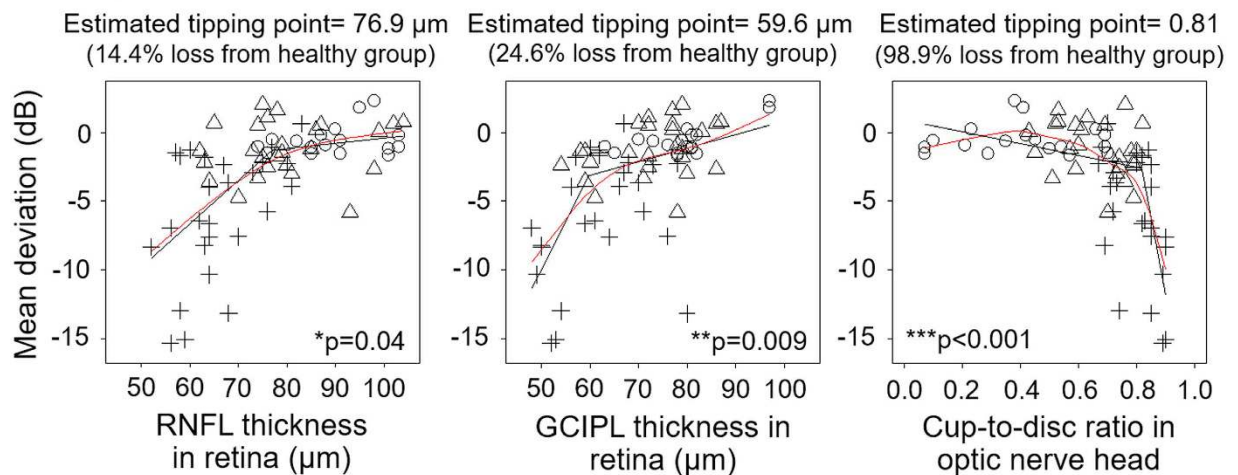 Estimated tipping point= 76.9 µm
(14.4% loss from healthy group)
Estimated tipping point= 59.6 µm
(24.6% loss from healthy group)
Estimated tipping point= 0.81
(98.9% loss from healthy group)
Mean deviation (dB)
0
-5
-10
-15
*p=0.04
50 60 70 80 90 100
RNFL thickness
in retina (µm)
0
-5
-10
-15
**p=0.009
50 60 70 80 90 100
GCIPL thickness in
retina (µm)
0
-5
-10
-15
***p<0.001
0.0 0.2 0.4 0.6 0.8 1.0
Cup-to-disc ratio in
optic nerve head